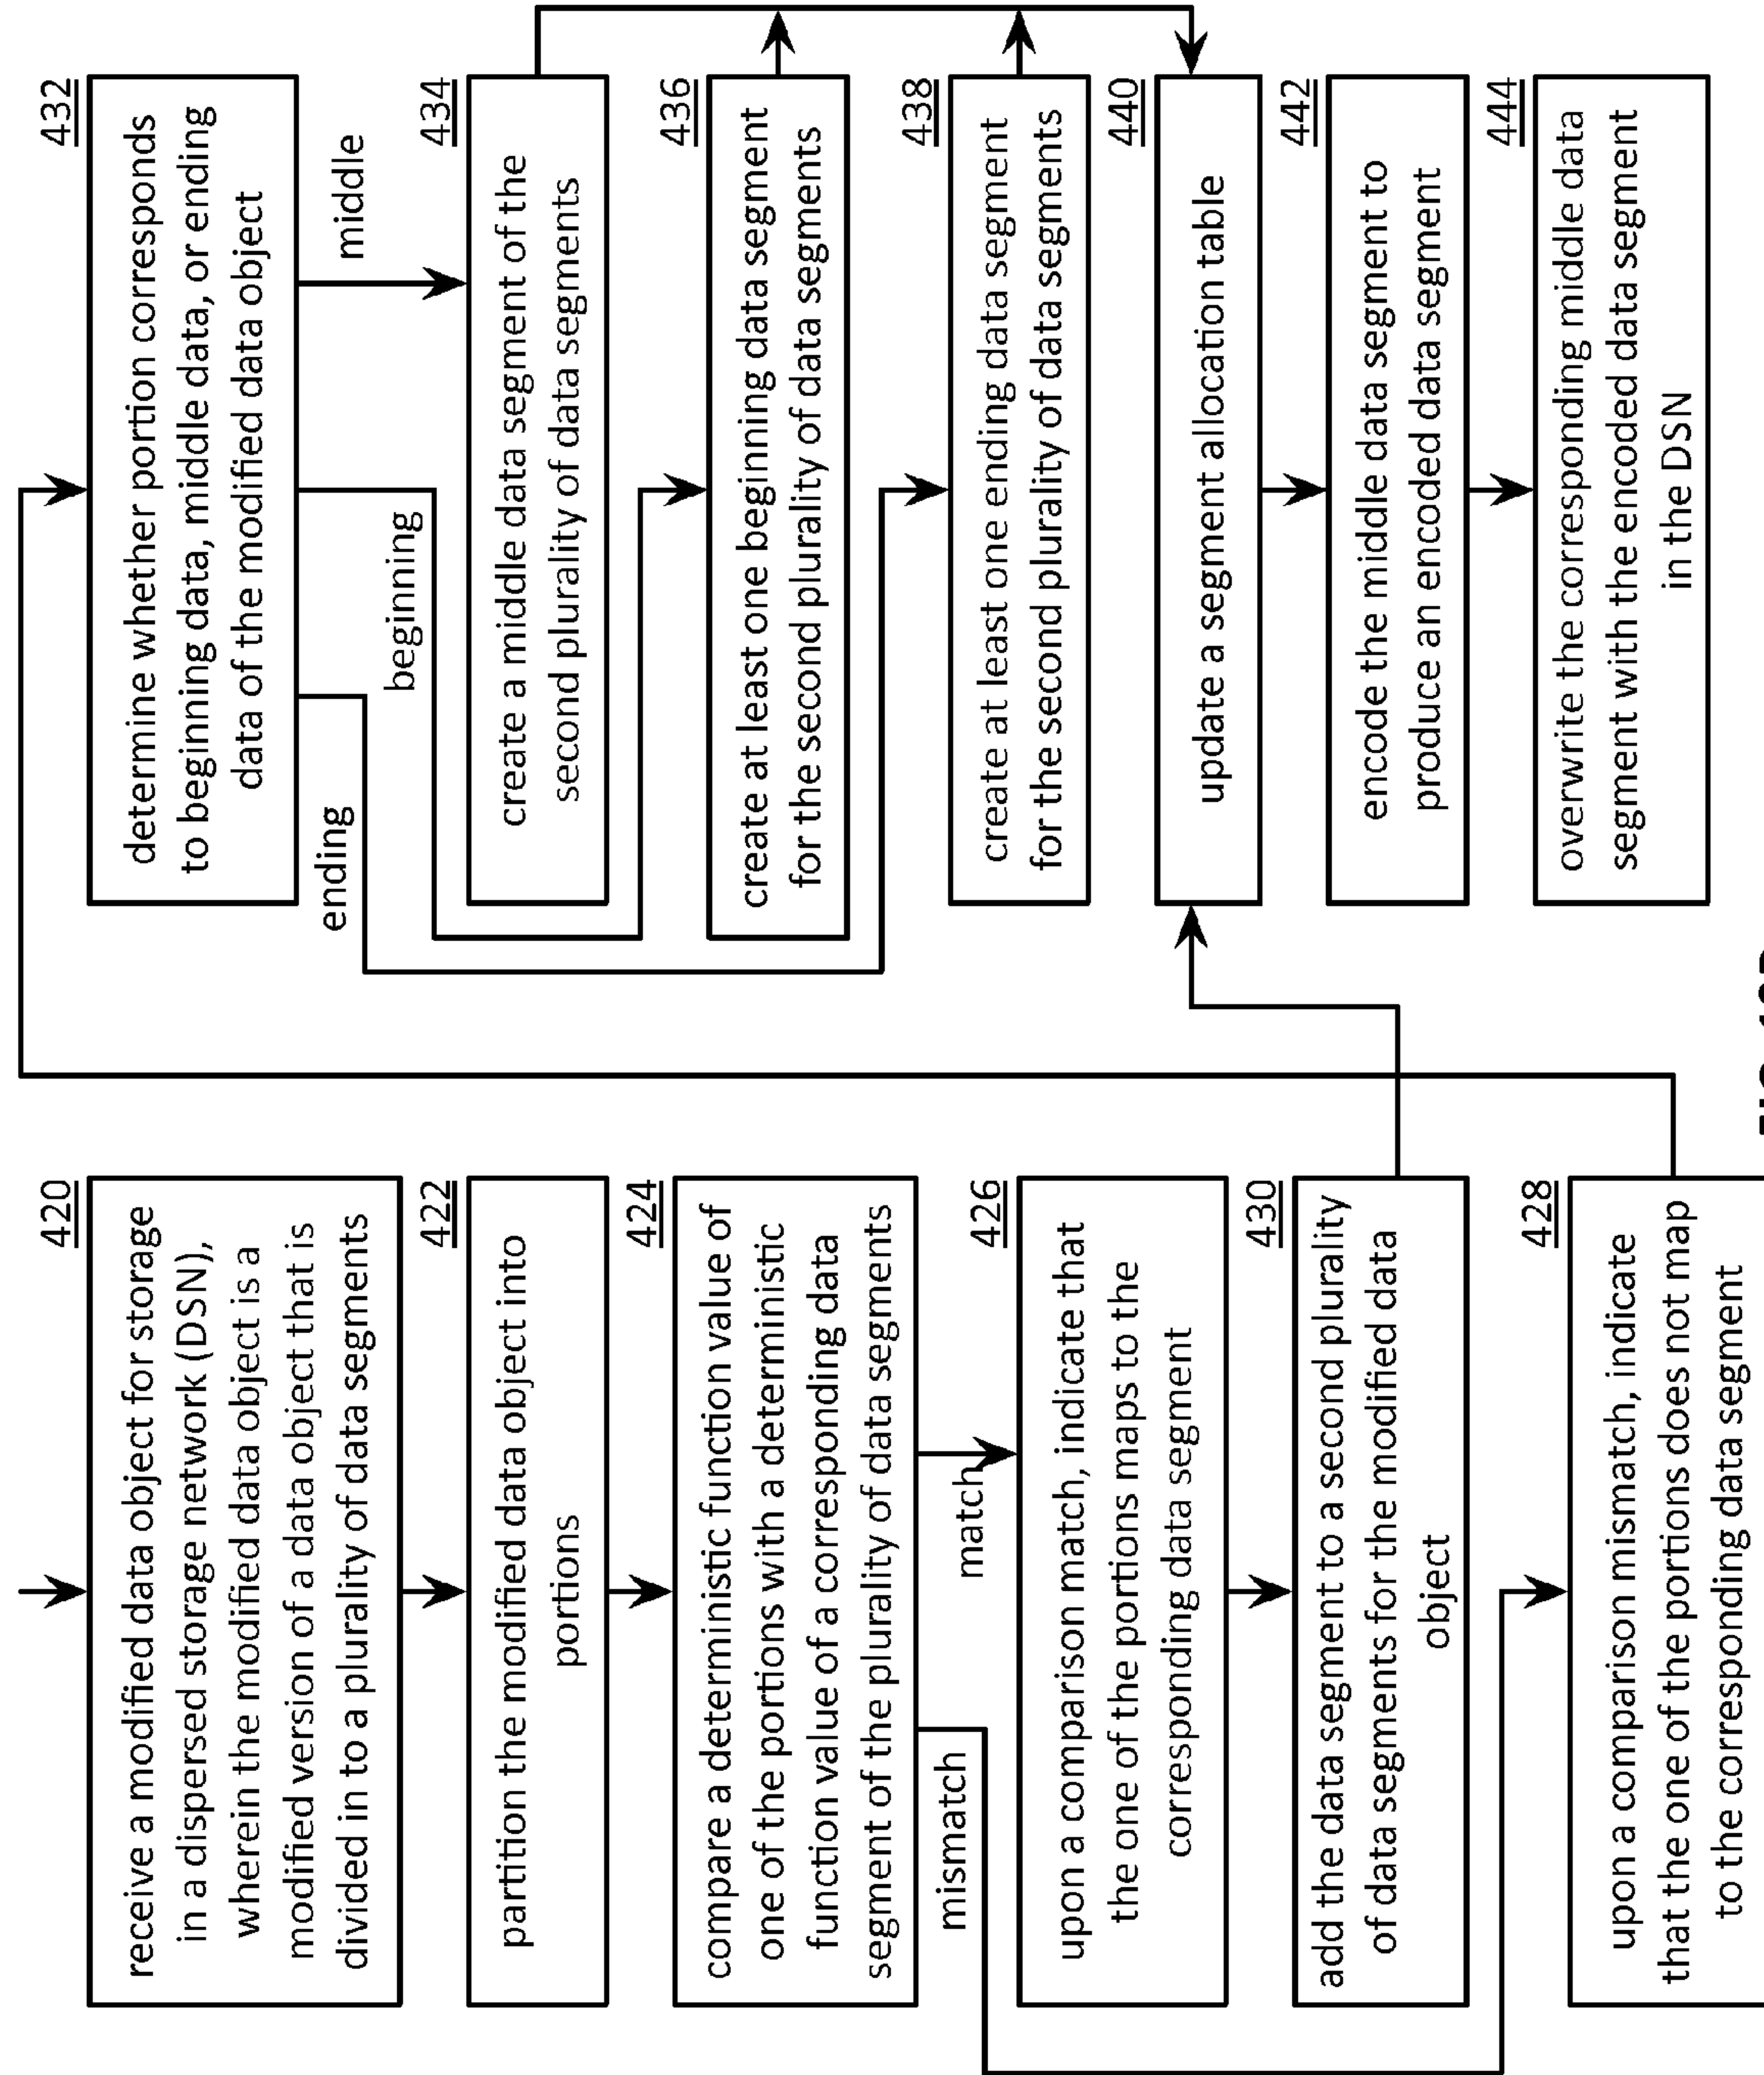 420
receive a modified data object for storage
in a dispersed storage network (DSN),
wherein the modified data object is a
modified version of a data object that is
divided in to a plurality of data segments
422
partition the modified data object into
portions
424
compare a deterministic function value of
one of the portions with a deterministic
function value of a corresponding data
segment of the plurality of data segments
mismatch
match
426
upon a comparison match, indicate that
the one of the portions maps to the
corresponding data segment
430
add the data segment to a second plurality
of data segments for the modified data
object
428
upon a comparison mismatch, indicate
that the one of the portions does not map
to the corresponding data segment
432
determine whether portion corresponds
to beginning data, middle data, or ending
data of the modified data object
ending
beginning
middle
434
create a middle data segment of the
second plurality of data segments
436
create at least one beginning data segment
for the second plurality of data segments
438
create at least one ending data segment
for the second plurality of data segments
440
update a segment allocation table
442
encode the middle data segment to
produce an encoded data segment
444
overwrite the corresponding middle data
segment with the encoded data segment
in the DSN